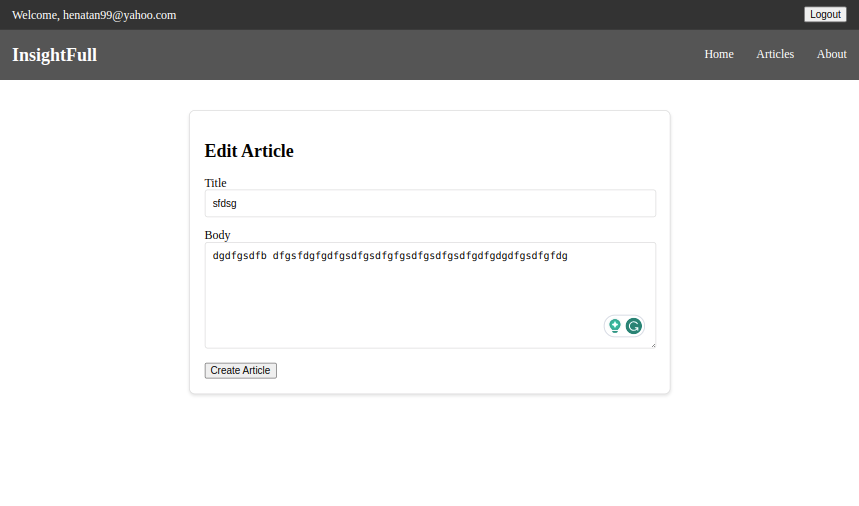 Welcome, henatan99@yahoo.com
Logout
InsightFull
Home Articles About
Edit Article
Title
sfdsg
Body
dgdfgsdfb dfgsfdgfgdfgsdfgsdfgfgsdfgsdfgsdfgdfgdgdfgsdfgfdg
Create Article